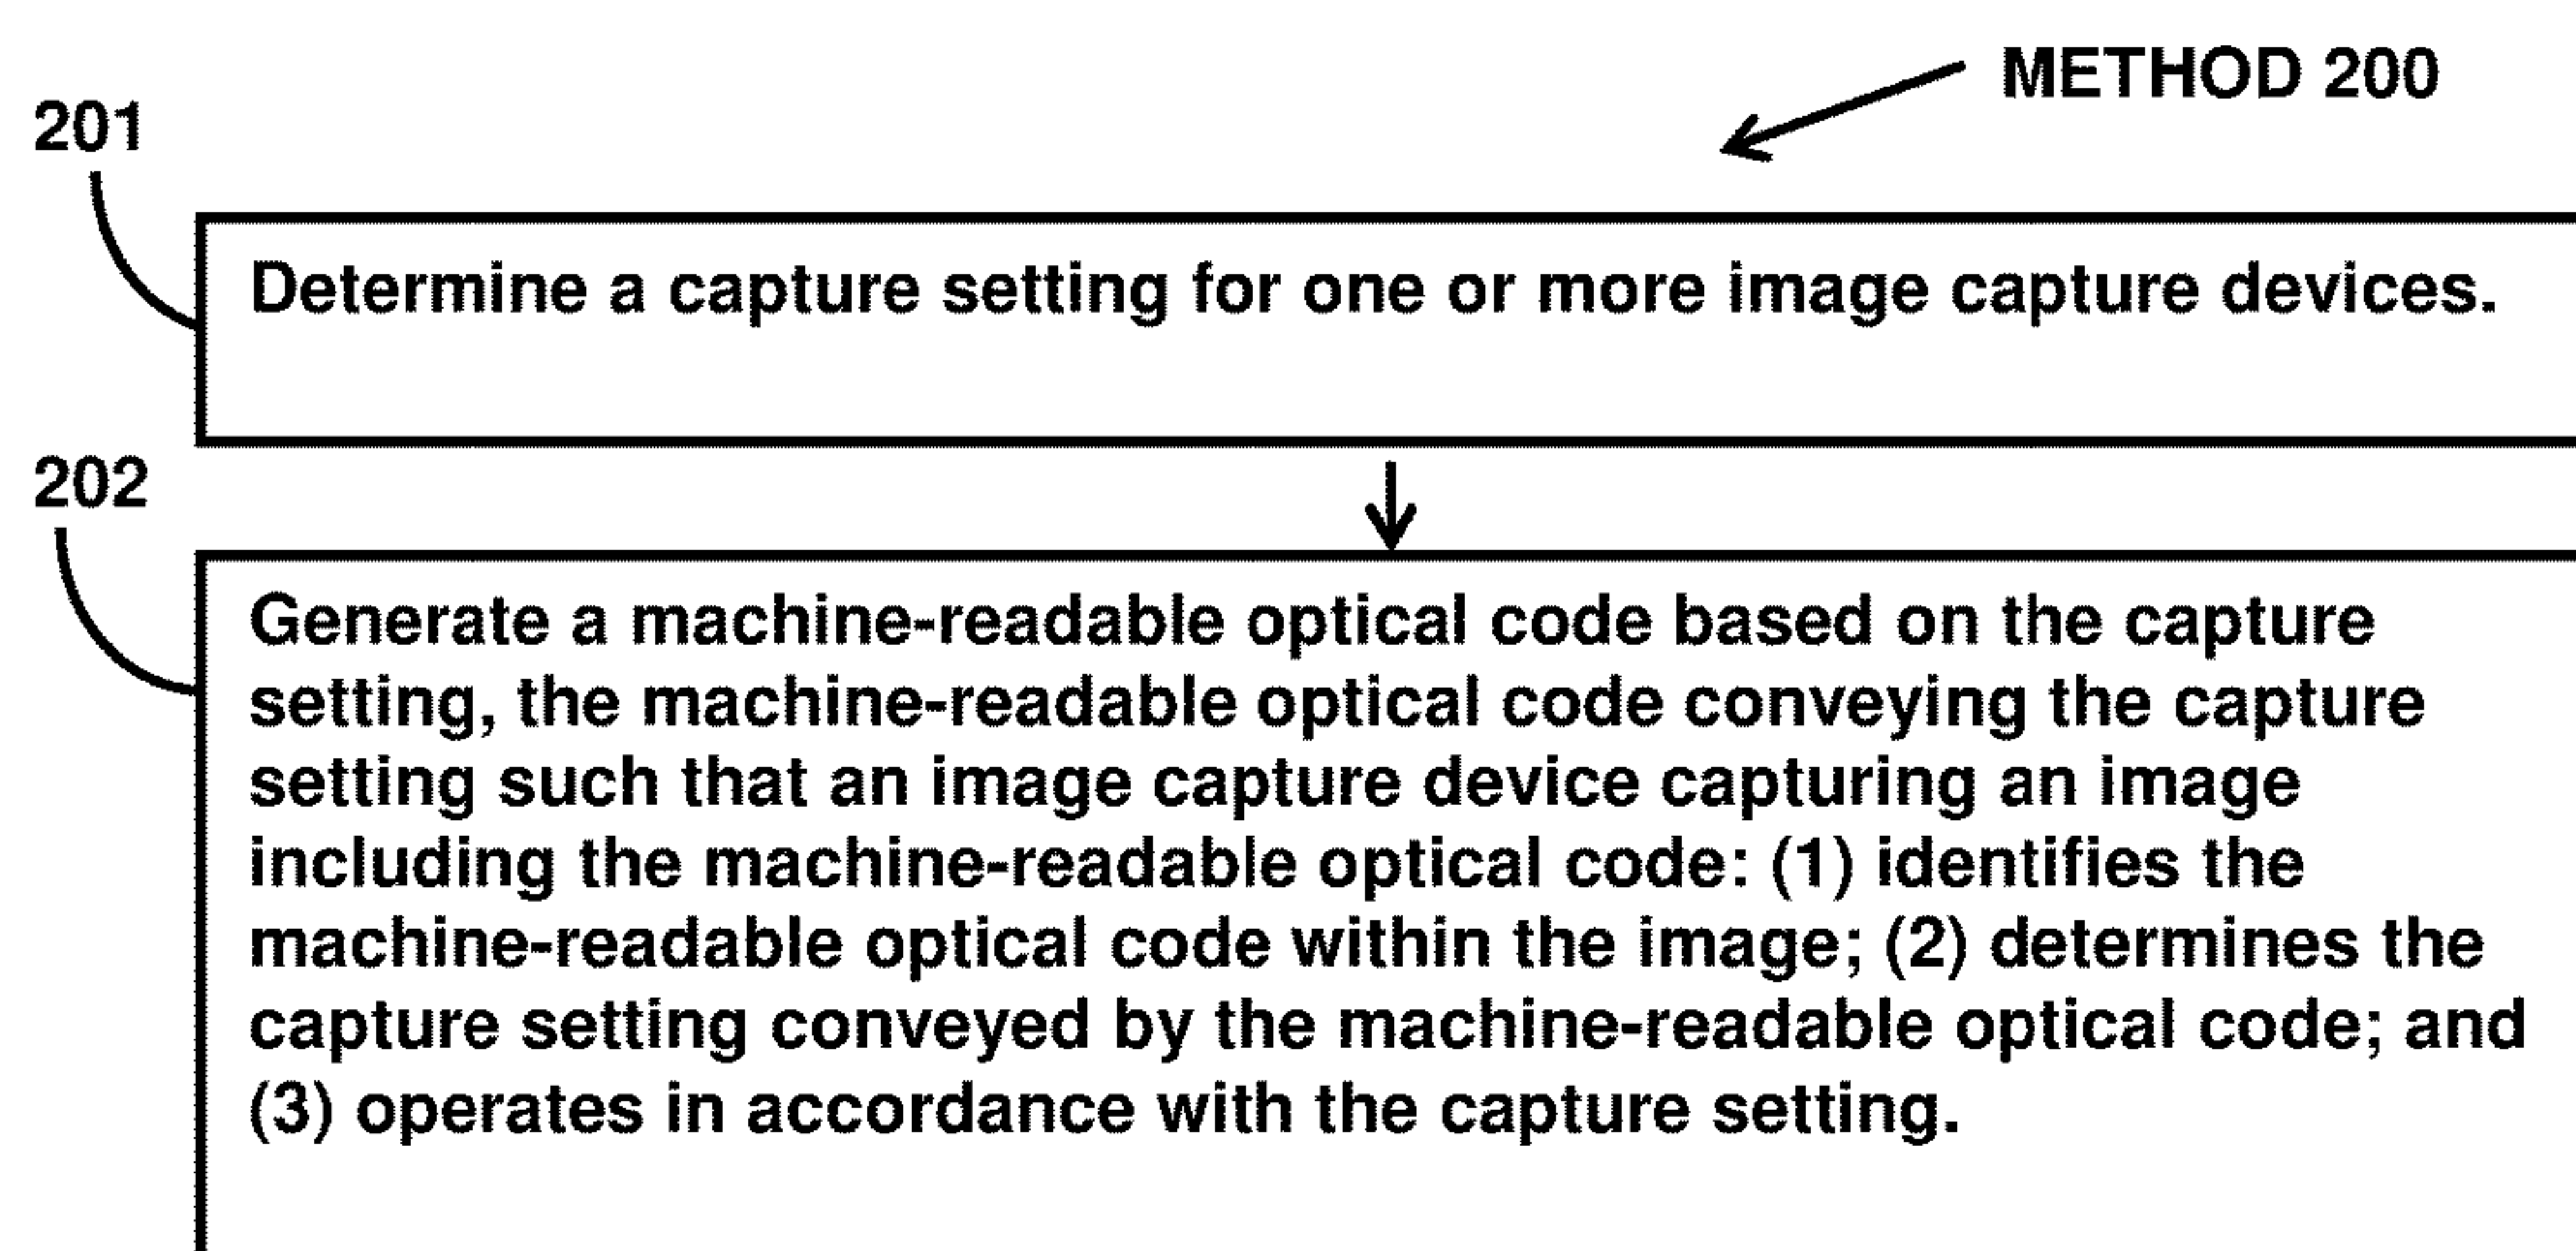 METHOD 200
201
Determine a capture setting for one or more image capture devices.
202
Generate a machine-readable optical code based on the capture
setting, the machine-readable optical code conveying the capture
setting such that an image capture device capturing an image
including the machine-readable optical code: (1) identifies the
machine-readable optical code within the image; (2) determines the
capture setting conveyed by the machine-readable optical code; and
(3) operates in accordance with the capture setting.